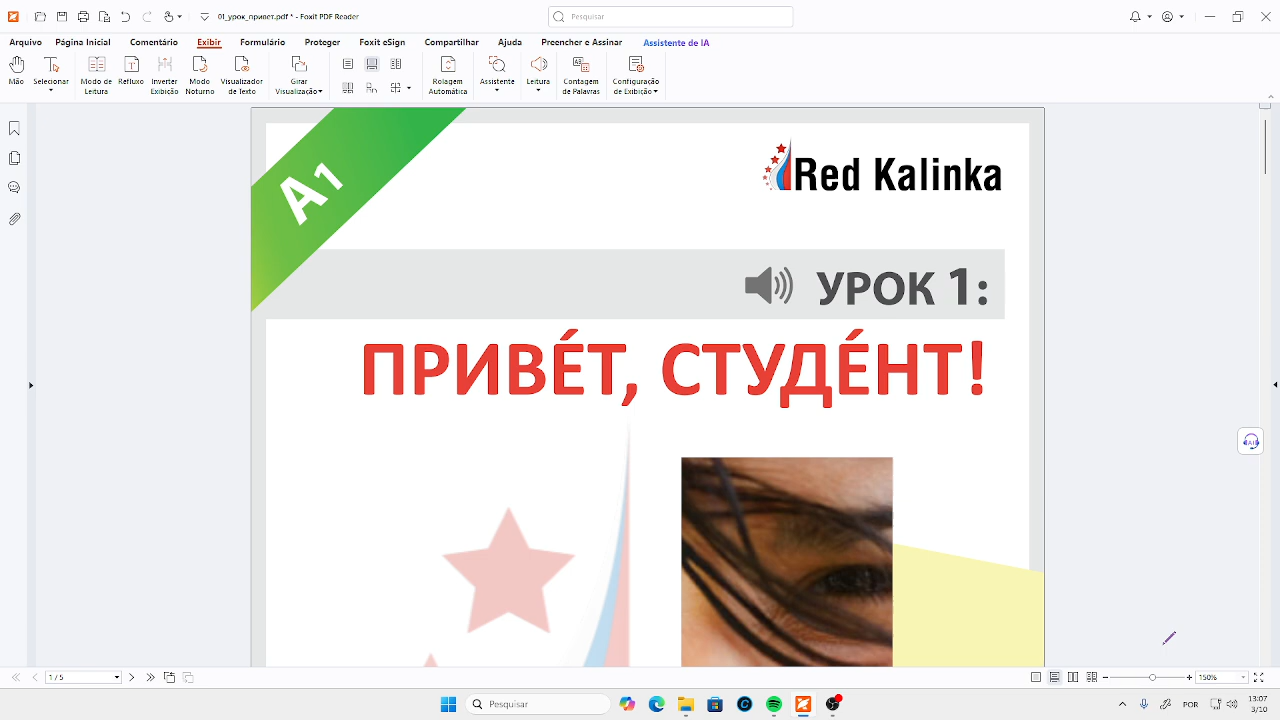 01_урок_привет.pdf * - Foxit PDF Reader
Pesquisar
Arquivo Página Inicial Comentário Exibir Formulário Proteger Foxit eSign Compartilhar Ajuda Preencher e Assinar Assistente de IA
Mão
Selecionar
Modo de Leitura
Refluxo
Inverter Exibição
Modo Noturno
Visualizador de Texto
Girar Visualização
Rolagem Automática
Assistente
Leitura
Contagem de Palavras
Configuração de Exibição
A1
Red Kalinka
УРОК 1:
ПРИВЕ́Т, СТУДЕ́НТ!
1 / 5
150%
Pesquisar
13:07
3/10